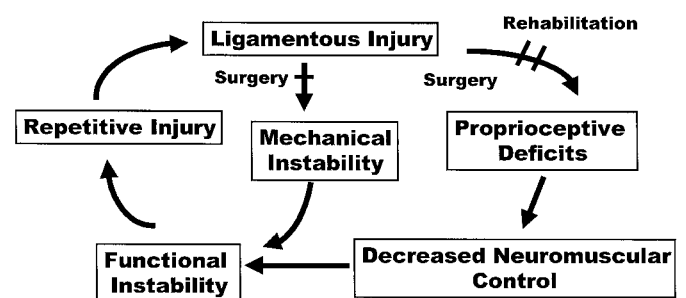 Rehabilitation
Ligamentous Injury
Surgery
Surgery
Repetitive Injury
Mechanical
Instability
Proprioceptive
Deficits
Functional
Instability
Decreased Neuromuscular
Control